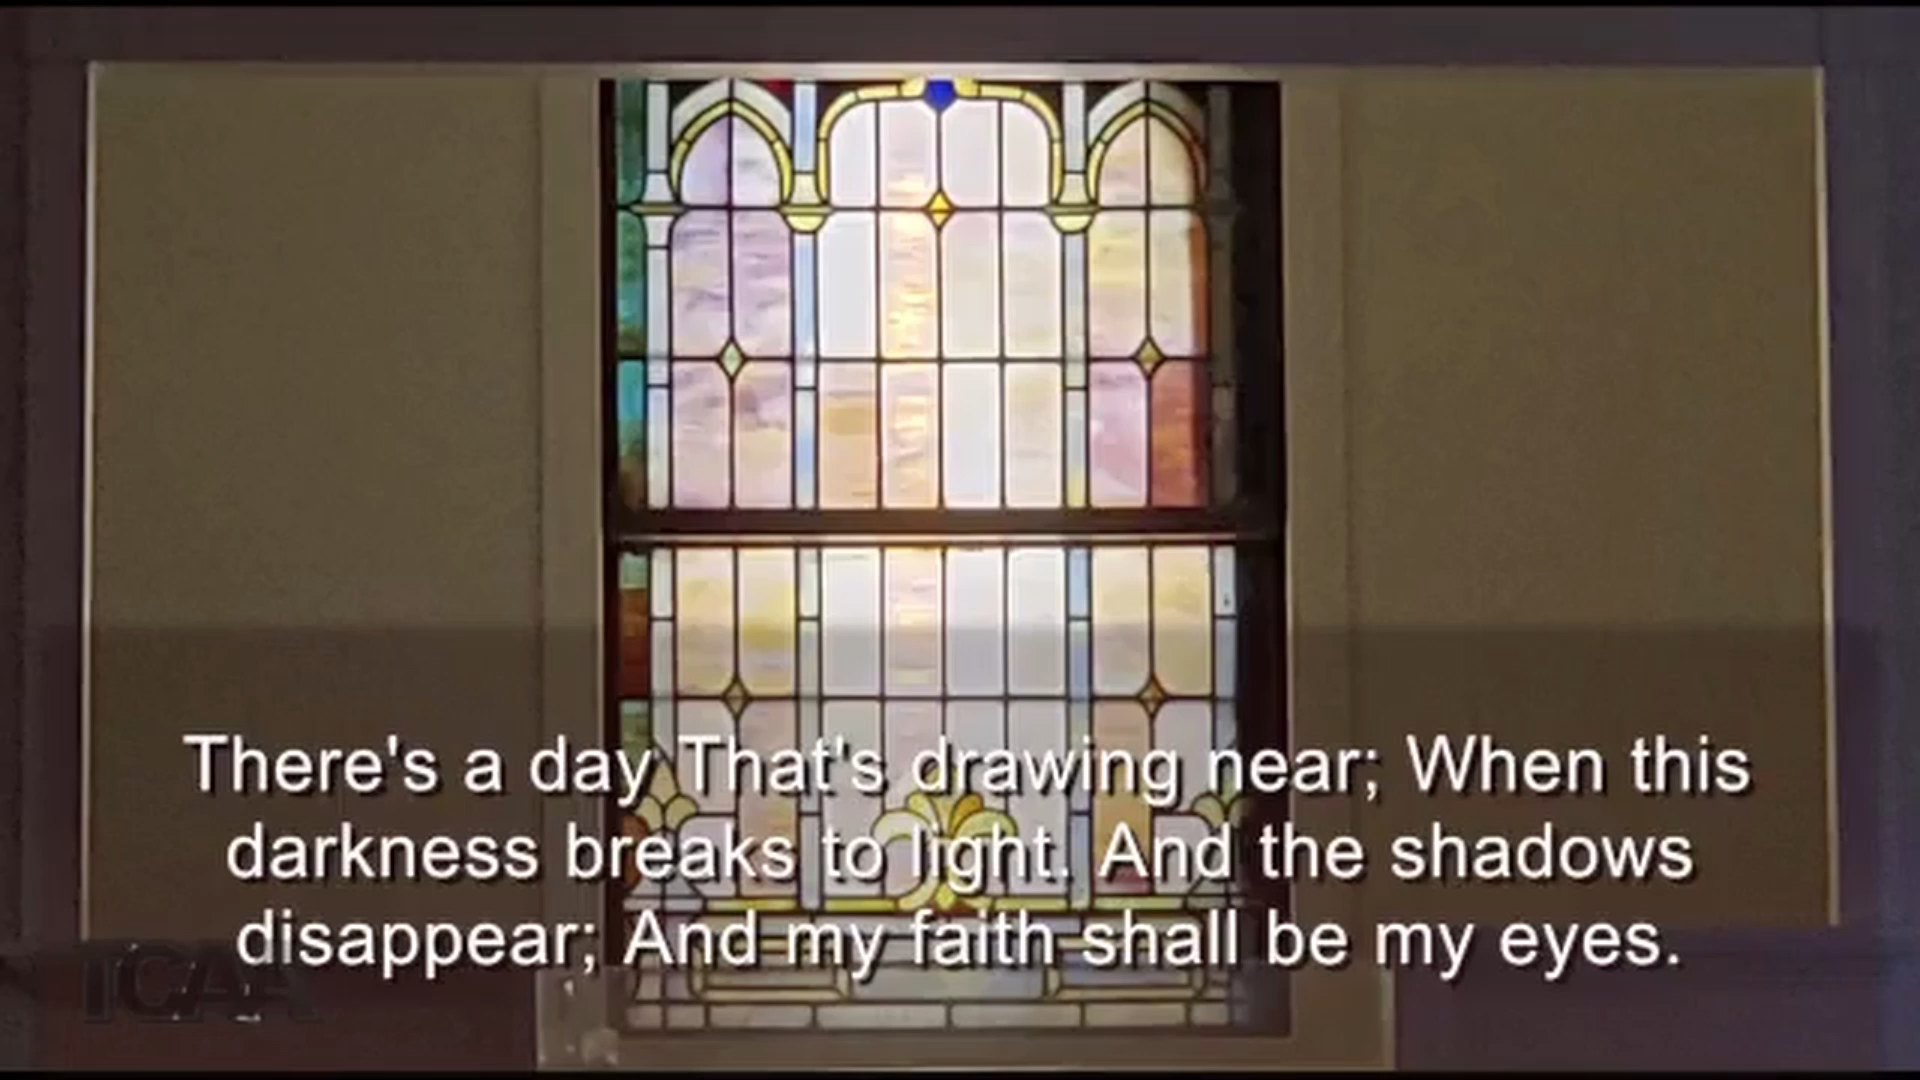 There's a day That's drawing near; When this
darkness breaks to light. And the shadows
disappear; And my faith shall be my eyes.
TCAA